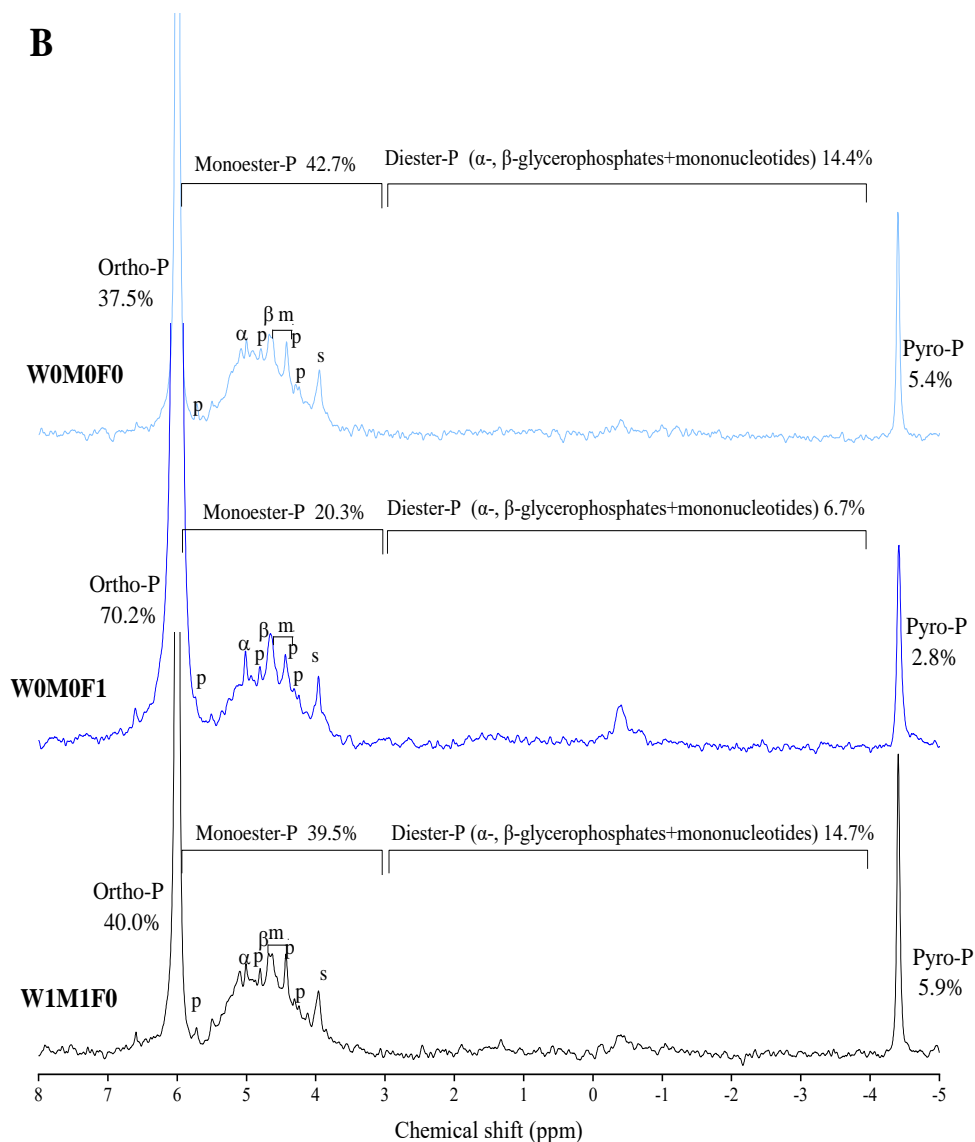 B
Monoester-P 42.7%
Diester-P (α-, β-glycerophosphates+mononucleotides) 14.4%
Ortho-P
37.5%
α
p
β
m
p
p
s
p
Pyro-P
5.4%
W0M0F0
Monoester-P 20.3%
Diester-P (α-, β-glycerophosphates+mononucleotides) 6.7%
Ortho-P
70.2%
α
p
β
m
p
p
s
p
Pyro-P
2.8%
W0M0F1
Monoester-P 39.5%
Diester-P (α-, β-glycerophosphates+mononucleotides) 14.7%
Ortho-P
40.0%
α
p
β
m
p
p
s
p
Pyro-P
5.9%
W1M1F0
8 7 6 5 4 3 2 1 0 -1 -2 -3 -4 -5
Chemical shift (ppm)